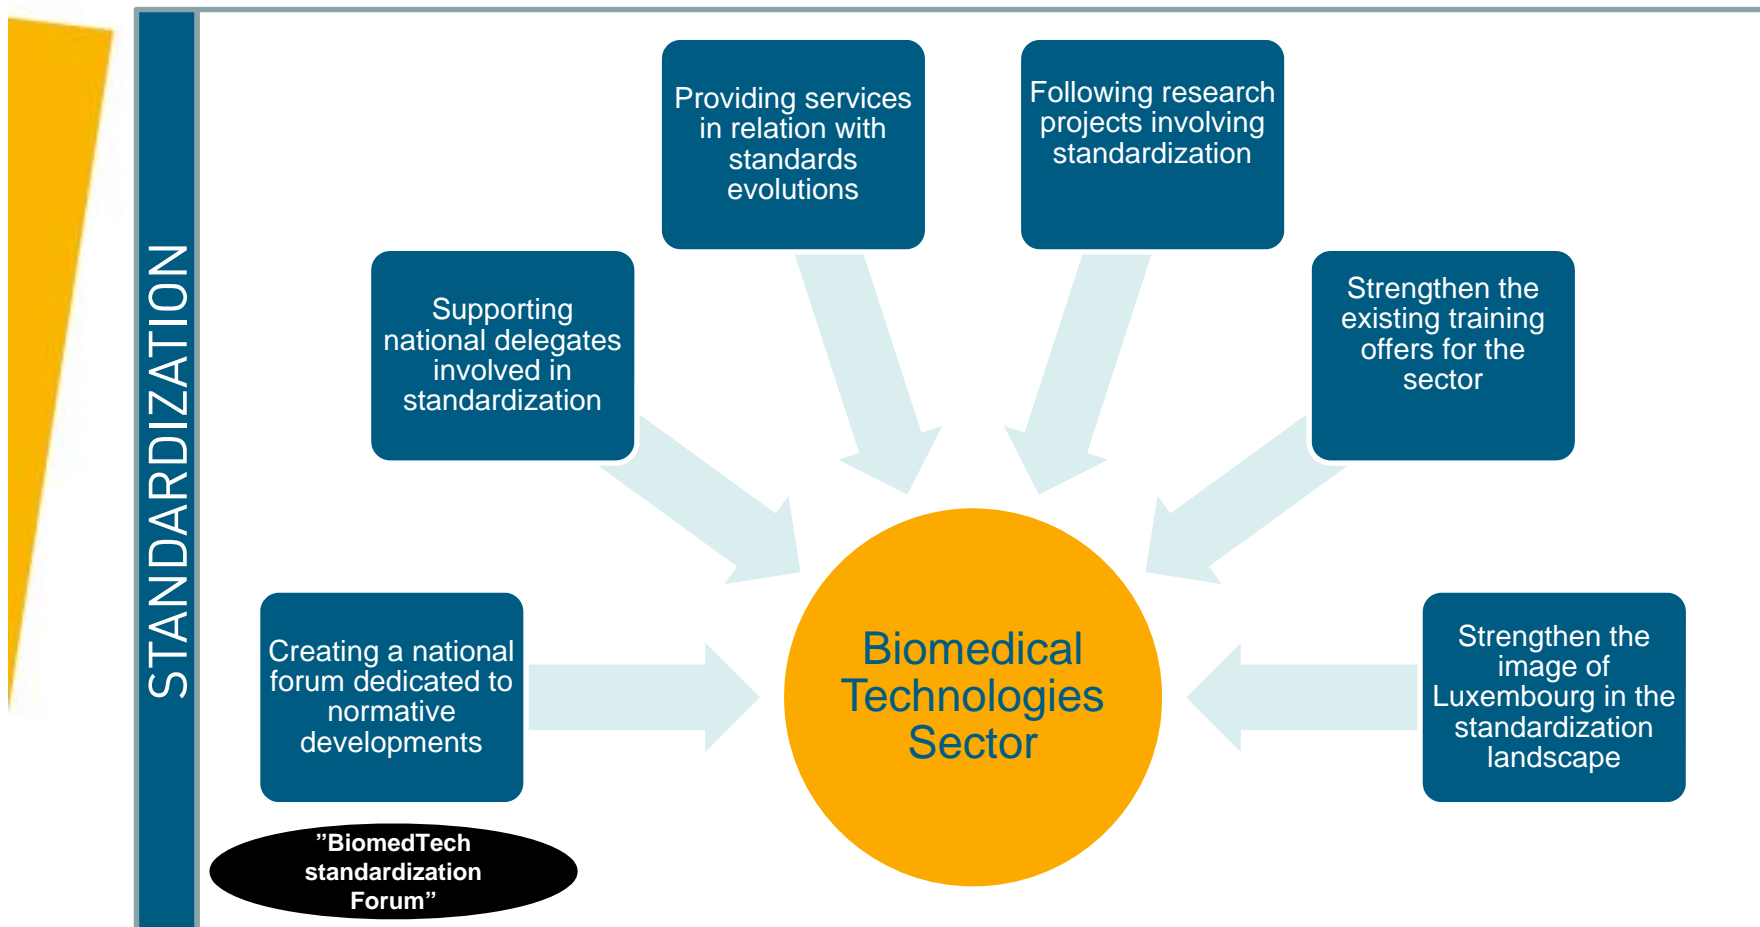 STANDARDIZATION
Providing services
in relation with
standards
evolutions
Following research
projects involving
standardization
Supporting
national delegates
involved in
standardization
Strengthen the
existing training
offers for the
sector
Creating a national
forum dedicated to
normative
developments
Biomedical
Technologies
Sector
Strengthen the
image of
Luxembourg in the
standardization
landscape
”BiomedTech
standardization
Forum”